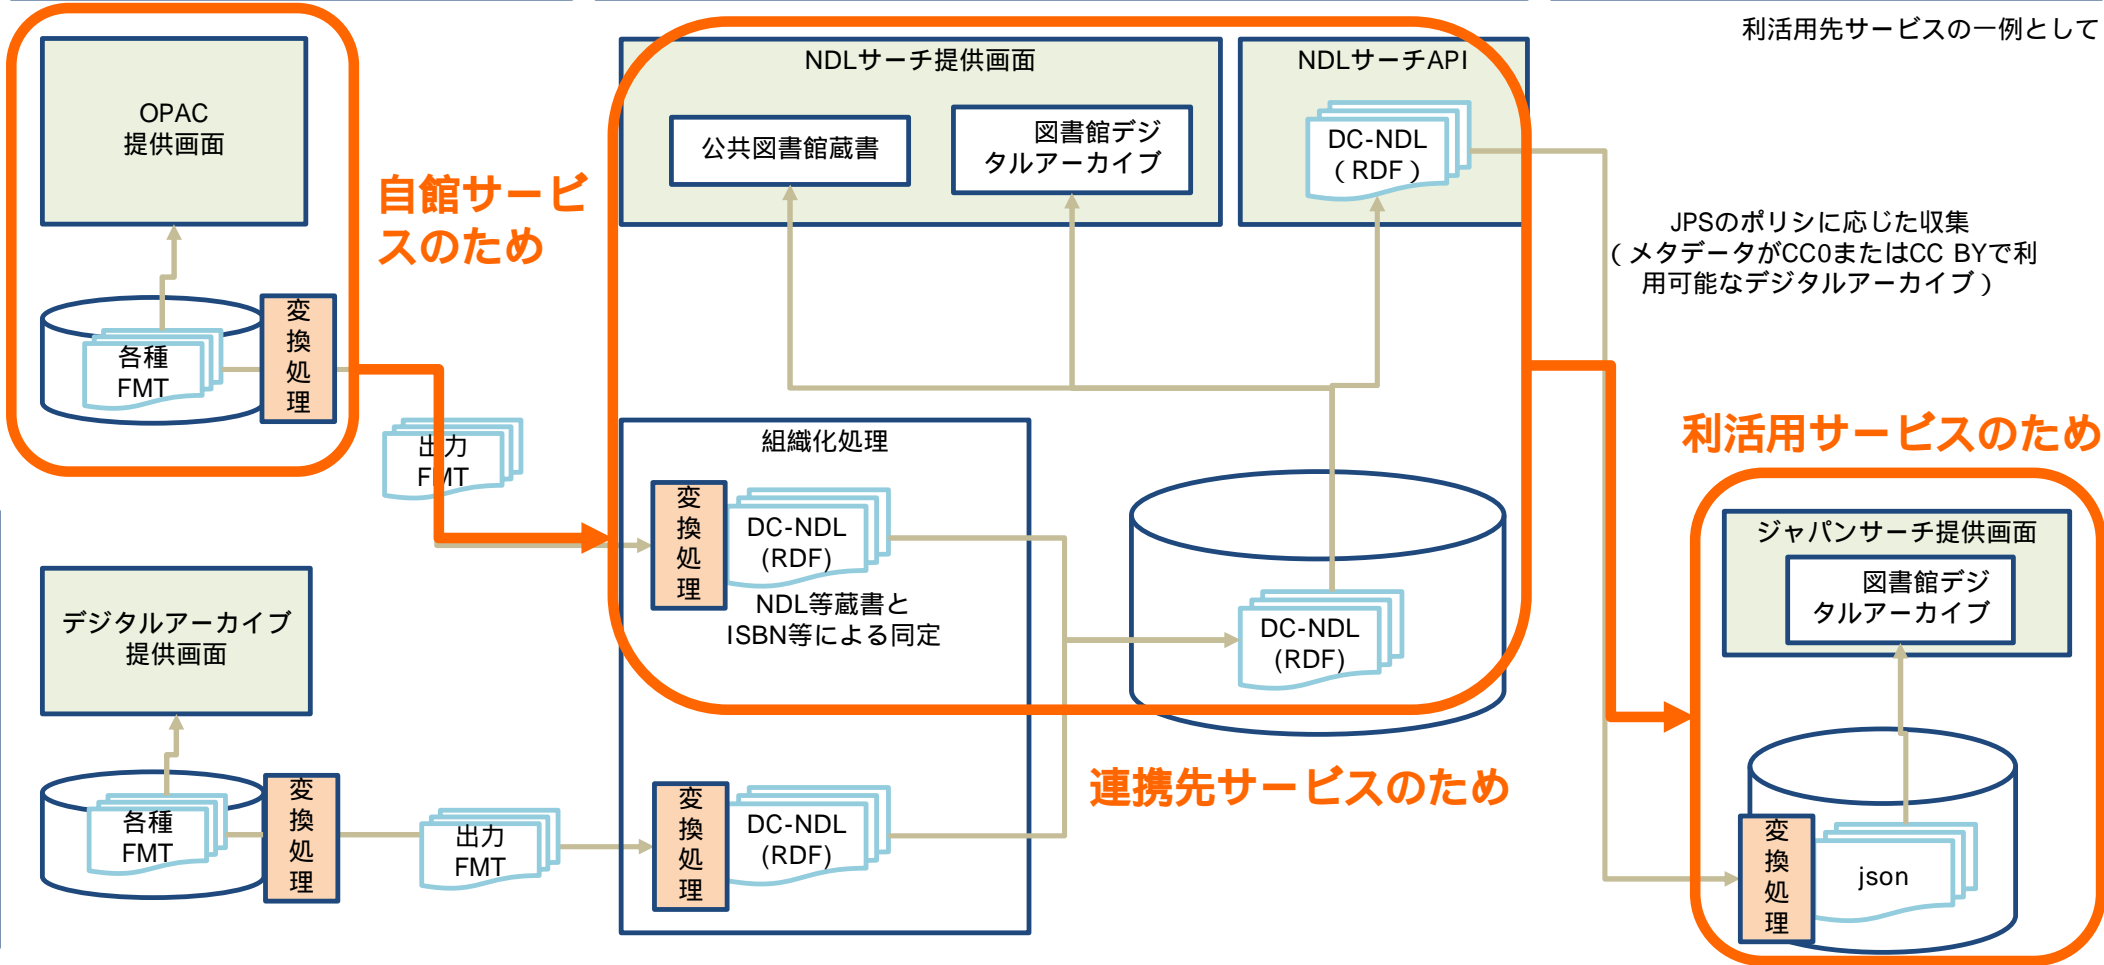 利活用先サービスの一例として
OPAC
提供画面
自館サービ
スのため
各種
FMT
変
換
処
理
出力
FMT
NDLサーチ提供画面
公共図書館蔵書
図書館デジ
タルアーカイブ
NDLサーチAPI
DC-NDL
（RDF）
JPSのポリシに応じた収集
（メタデータがCC0またはCC BYで利
用可能なデジタルアーカイブ）
組織化処理
変
換
処
理
DC-NDL
(RDF)
NDL等蔵書と
ISBN等による同定
DC-NDL
(RDF)
連携先サービスのため
デジタルアーカイブ
提供画面
各種
FMT
変
換
処
理
出力
FMT
変
換
処
理
DC-NDL
(RDF)
利活用サービスのため
ジャパンサーチ提供画面
図書館デジ
タルアーカイブ
変
換
処
理
json